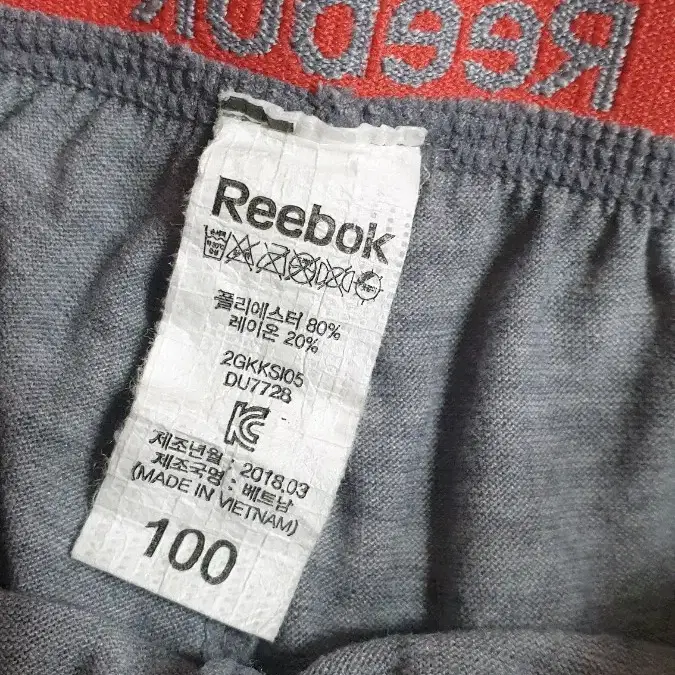 Reebok
Reebok
폴리에스터 80%
레이온 20%
2GKKSI05
DU7728
제조년월 : 2018.03
제조국명 : 베트남
(MADE IN VIETNAM)
100